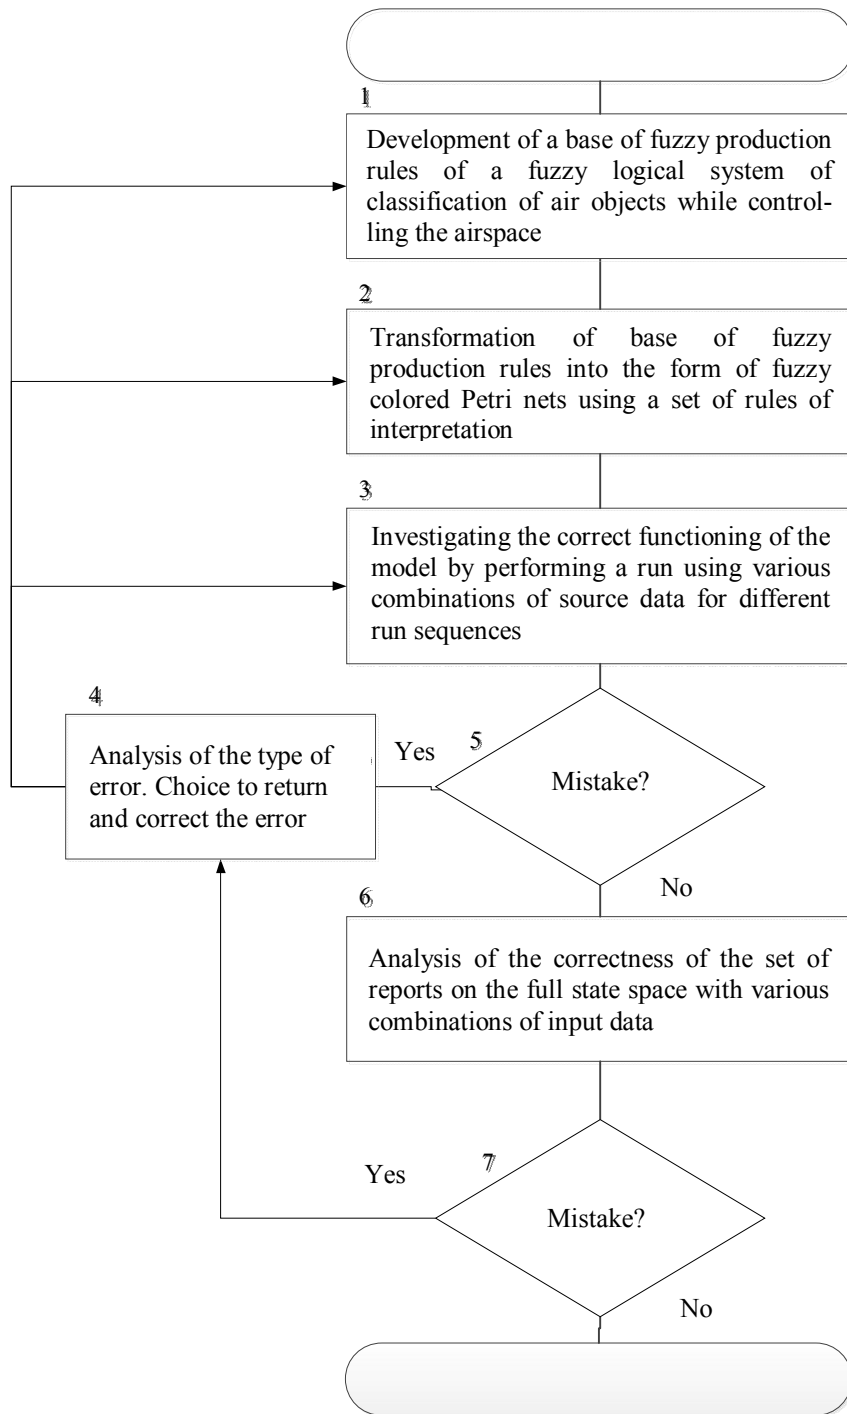 1
Development of a base of fuzzy production
rules of a fuzzy logical system of
classification of air objects while control-
ling the airspace
2
Transformation of base of fuzzy
production rules into the form of fuzzy
colored Petri nets using a set of rules of
interpretation
3
Investigating the correct functioning of the
model by performing a run using various
combinations of source data for different
run sequences
4
Analysis of the type of
error. Choice to return
and correct the error
Yes
5
Mistake?
No
6
Analysis of the correctness of the set of
reports on the full state space with various
combinations of input data
Yes
7
Mistake?
No